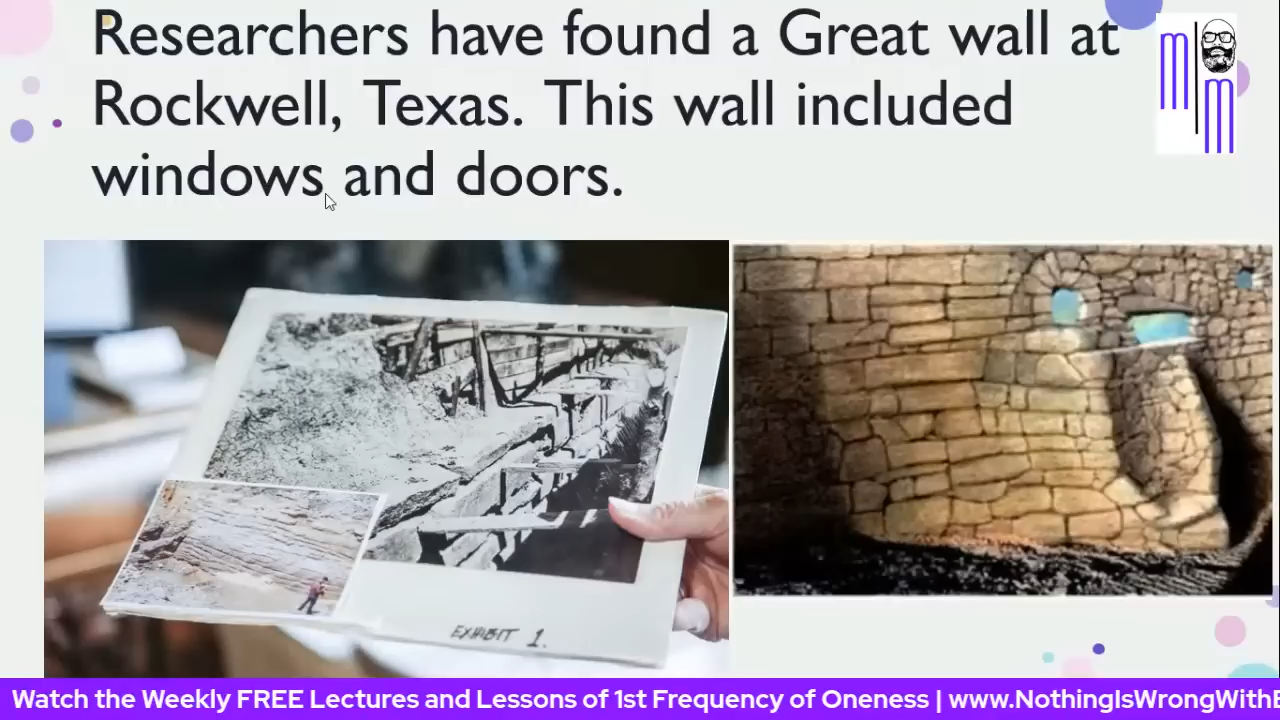 Researchers have found a Great wall at
Rockwell, Texas. This wall included
windows and doors.
EXHIBIT 1.
Watch the Weekly FREE Lectures and Lessons of 1st Frequency of Oneness | www.NothingIsWrongWith